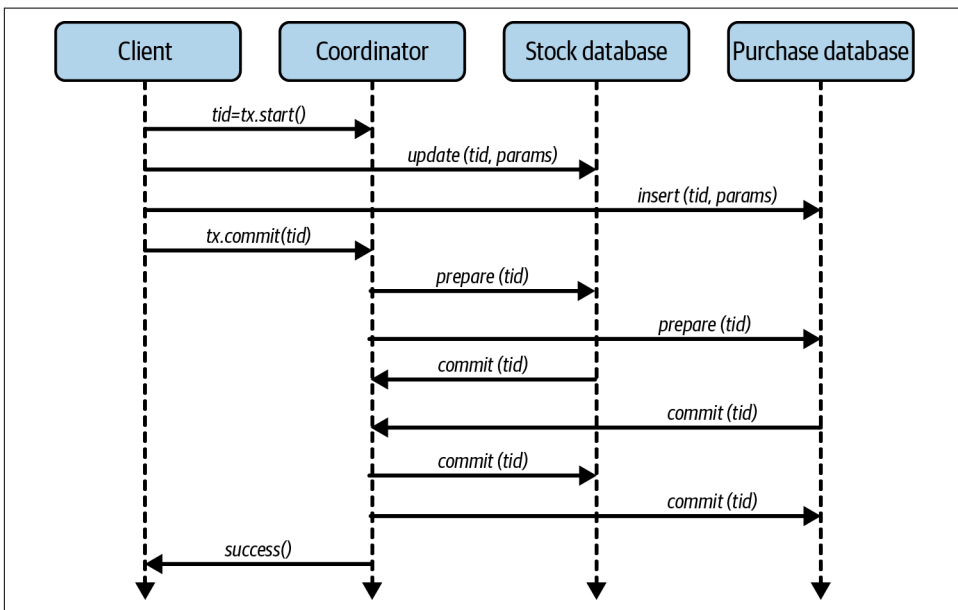 Client
Coordinator
Stock database
Purchase database
tid=tx.start()
update (tid, params)
insert (tid, params)
tx.commit(tid)
prepare (tid)
prepare (tid)
commit (tid)
commit (tid)
commit (tid)
commit (tid)
success()